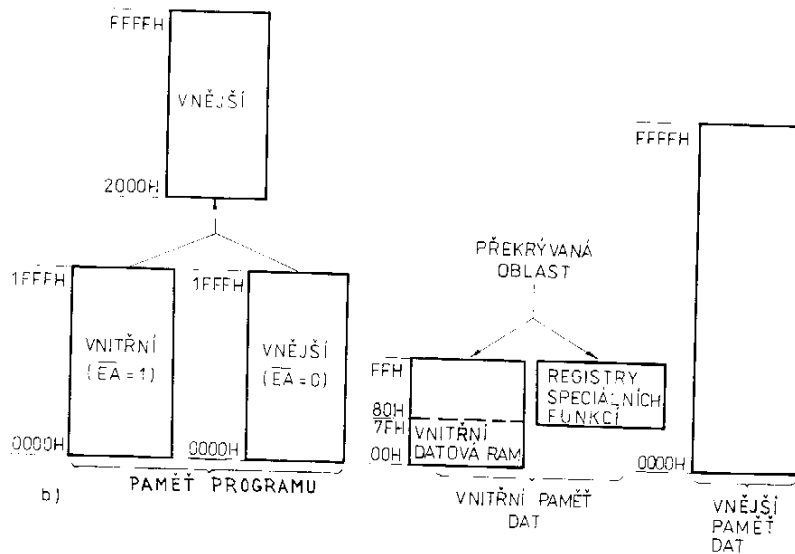 FFFFH
VNĚJŠÍ
2000H
1FFFH
VNITŘNÍ
(EA=1)
0000H
1FFFH
VNĚJŠÍ
(EA=0)
0000H
PAMĚŤ PROGRAMU
b)
PŘEKRÝVANÁ
OBLAST
FFH
80H
7FH
00H
VNITŘNÍ
DATOVÁ RAM
REGISTRY
SPECIÁLNÍCH
FUNKCÍ
VNITŘNÍ PAMĚŤ
DAT
FFFFH
0000H
VNĚJŠÍ
PAMĚŤ
DAT